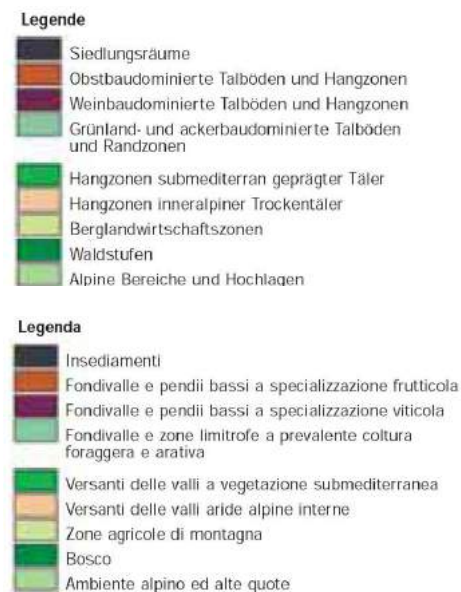 Legende
Siedlungsräume
Obstbaudominierte Talböden und Hangzonen
Weinbaudominierte Talböden und Hangzonen
Grünland- und ackerbaudominierte Talböden
und Randzonen
Hangzonen submediterran geprägter Täler
Hangzonen inneralpiner Trockentäler
Berglandwirtschaftszonen
Waldstufen
Alpine Bereiche und Hochlagen
Legenda
Insediamenti
Fondivalle e pendii bassi a specializzazione frutticola
Fondivalle e pendii bassi a specializzazione viticola
Fondivalle e zone limitrofe a prevalente coltura
foraggera e arativa
Versanti delle valli a vegetazione submediterranea
Versanti delle valli aride alpine interne
Zone agricole di montagna
Bosco
Ambiente alpino ed alte quote